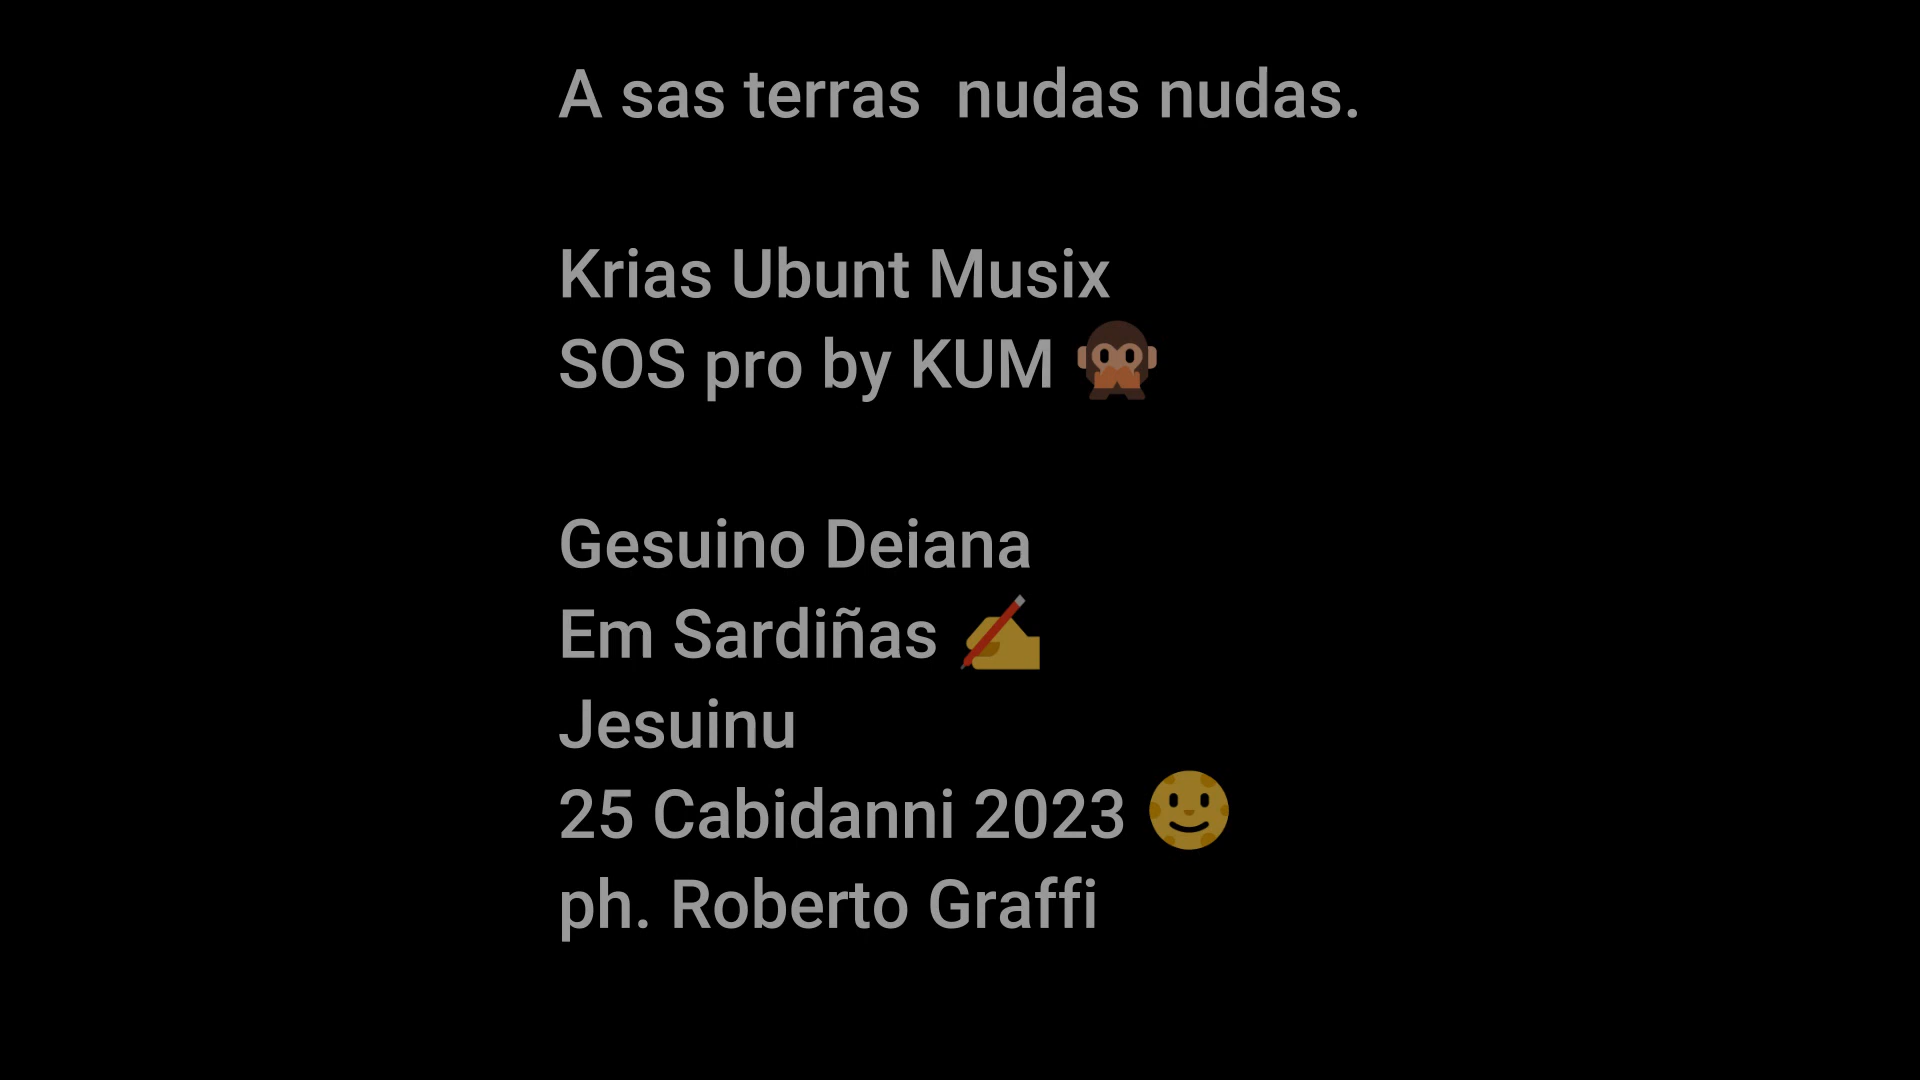 A sas terras  nudas nudas.
Krias Ubunt Musix
SOS pro by KUM 🙊
Gesuino Deiana
Em Sardiñas ✍
Jesuinu
25 Cabidanni 2023 🌝
ph. Roberto Graffi